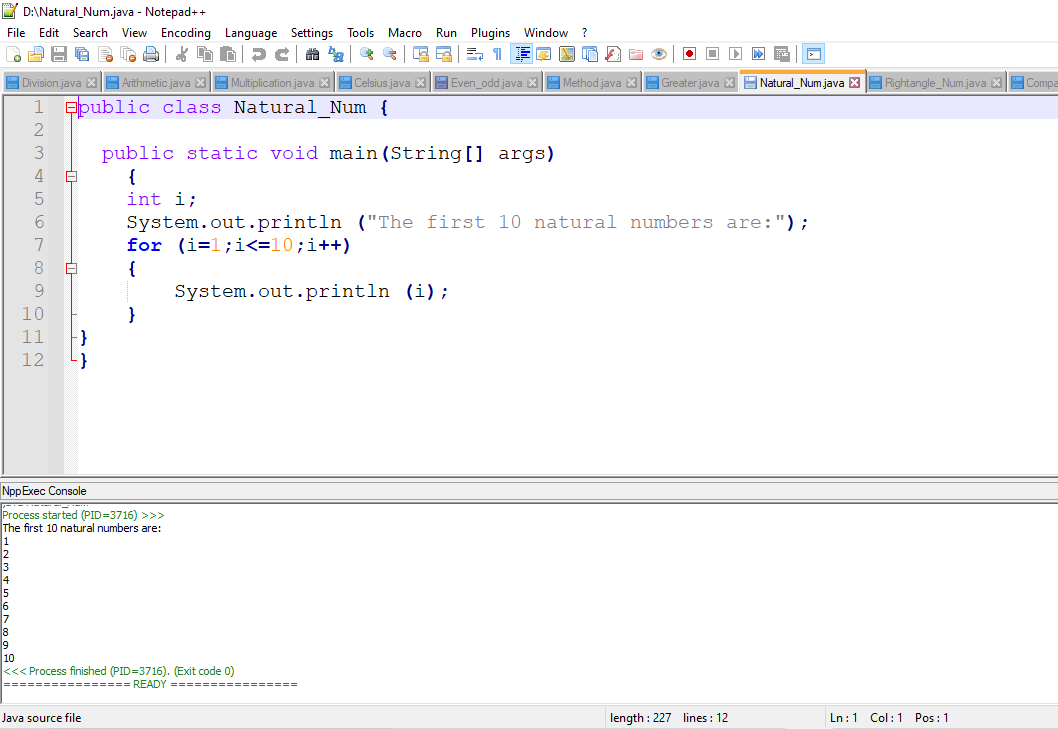 D:\Natural_Num.java - Notepad++
File Edit Search View Encoding Language Settings Tools Macro Run Plugins Window ?
Division.java Arithmetic.java Multiplication.java Celsius.java Even_odd.java Method.java Greater.java Natural_Num.java Rightangle_Num.java
1 public class Natural_Num {
2
3 public static void main(String[] args)
4 {
5 int i;
6 System.out.println ("The first 10 natural numbers are:");
7 for (i=1;i<=10;i++)
8 {
9 System.out.println (i);
10 }
11 }
12 }
NppExec Console
Process started (PID=3716) >>>
The first 10 natural numbers are:
1
2
3
4
5
6
7
8
9
10
<<< Process finished (PID=3716). (Exit code 0)
================ READY ================
Java source file length : 227 lines : 12 Ln : 1 Col : 1 Pos : 1